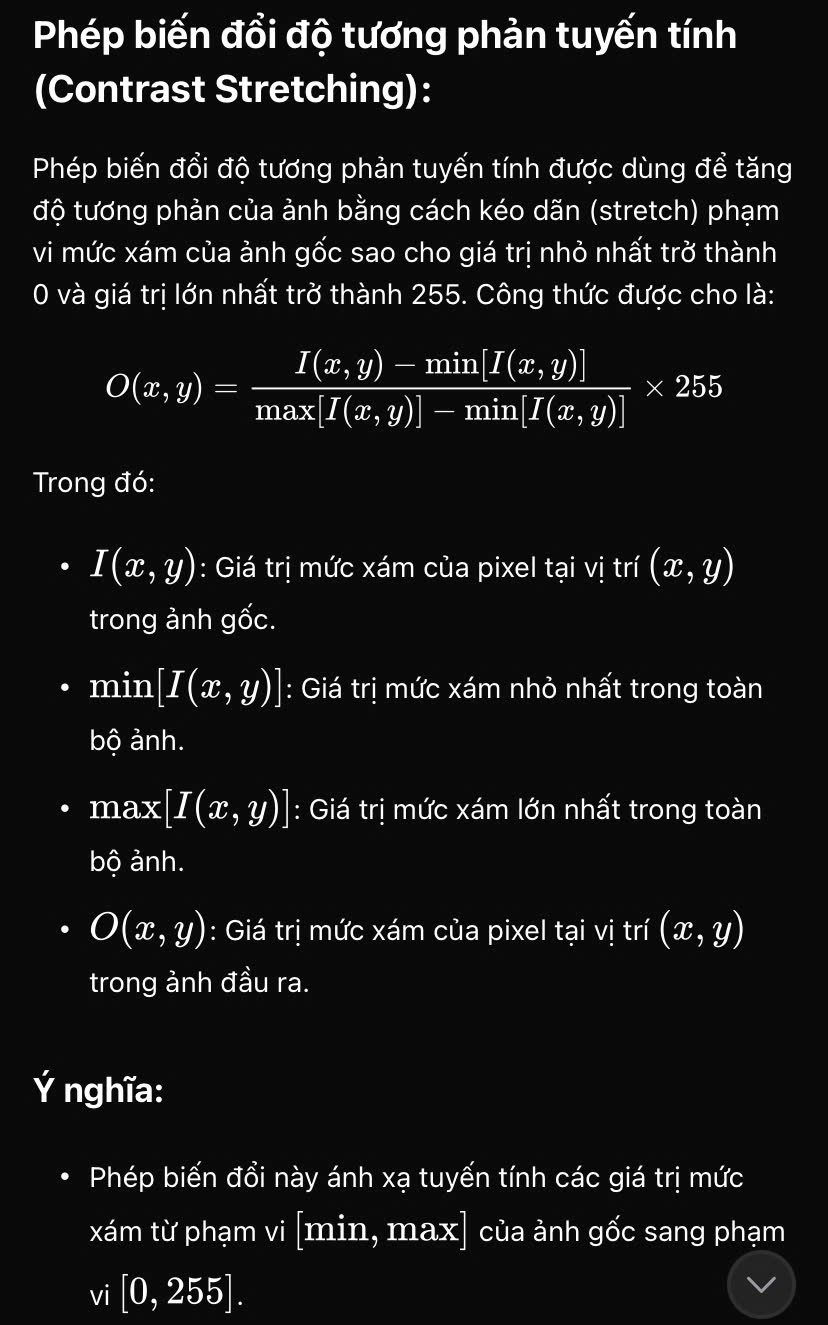 Phép biến đổi độ tương phản tuyến tính
(Contrast Stretching):
Phép biến đổi độ tương phản tuyến tính được dùng để tăng
độ tương phản của ảnh bằng cách kéo dãn (stretch) phạm
vi mức xám của ảnh gốc sao cho giá trị nhỏ nhất trở thành
0 và giá trị lớn nhất trở thành 255. Công thức được cho là:
O(x, y) = \frac{I(x, y) − min[I(x, y)]}{max[I(x, y)] − min[I(x, y)]} × 255
Trong đó:
• I(x, y): Giá trị mức xám của pixel tại vị trí (x, y)
trong ảnh gốc.
• min[I(x, y)]: Giá trị mức xám nhỏ nhất trong toàn
bộ ảnh.
• max[I(x, y)]: Giá trị mức xám lớn nhất trong toàn
bộ ảnh.
• O(x, y): Giá trị mức xám của pixel tại vị trí (x, y)
trong ảnh đầu ra.
Ý nghĩa:
• Phép biến đổi này ánh xạ tuyến tính các giá trị mức
xám từ phạm vi [min, max] của ảnh gốc sang phạm
vi [0, 255].